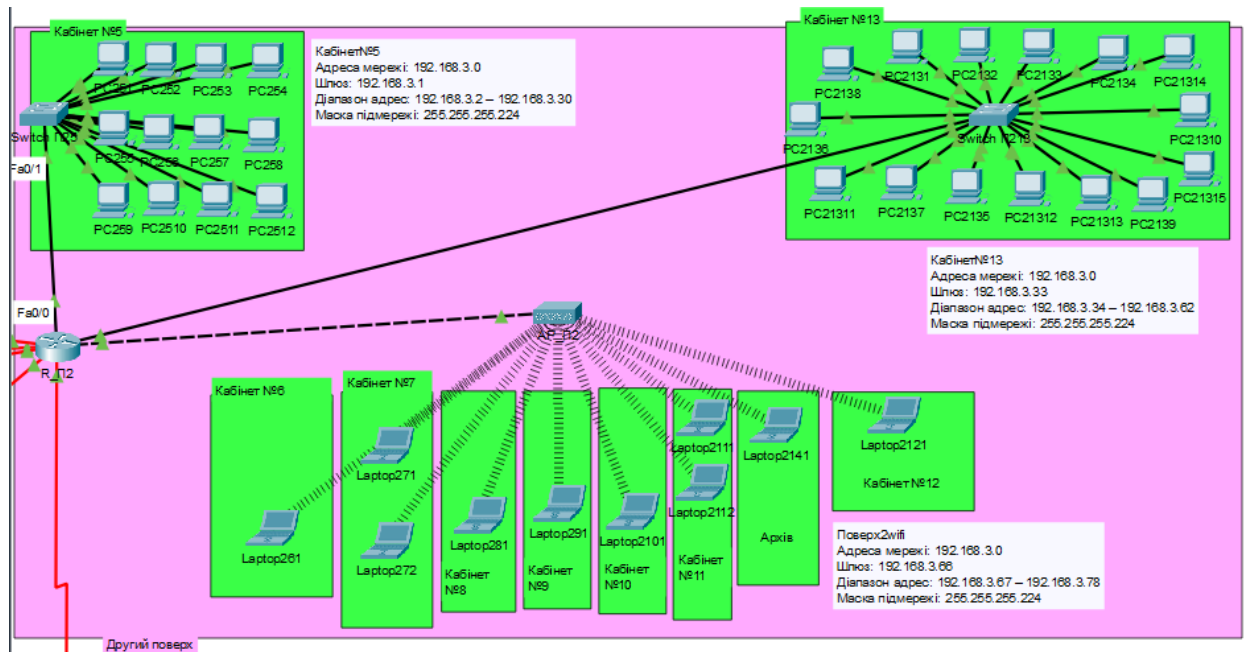 Кабінет №5
PC251 PC252 PC253 PC254
Switch П25
PC255 PC256 PC257 PC258
PC259 PC2510 PC2511 PC2512
Fa0/1
Кабінет№5
Адреса мережі: 192.168.3.0
Шлюз: 192.168.3.1
Діапазон адрес: 192.168.3.2 – 192.168.3.30
Маска підмережі: 255.255.255.224
Кабінет №13
PC2138 PC2131 PC2132 PC2133 PC2134 PC21314
PC2136 Switch П213 PC21310
PC21311 PC2137 PC2135 PC21312 PC21313 PC2139 PC21315
Кабінет№13
Адреса мережі: 192.168.3.0
Шлюз: 192.168.3.33
Діапазон адрес: 192.168.3.34 – 192.168.3.62
Маска підмережі: 255.255.255.224
Fa0/0
R_П2
AP_П2
Кабінет №6
Laptop261
Кабінет №7
Laptop271
Laptop272
Laptop281
Кабінет
№8
Laptop291
Кабінет
№9
Laptop2101
Кабінет
№10
Laptop2111
Laptop2112
Кабінет
№11
Laptop2141
Архів
Laptop2121
Кабінет №12
Поверх2wifi
Адреса мережі: 192.168.3.0
Шлюз: 192.168.3.66
Діапазон адрес: 192.168.3.67 – 192.168.3.78
Маска підмережі: 255.255.255.224
Другий поверх